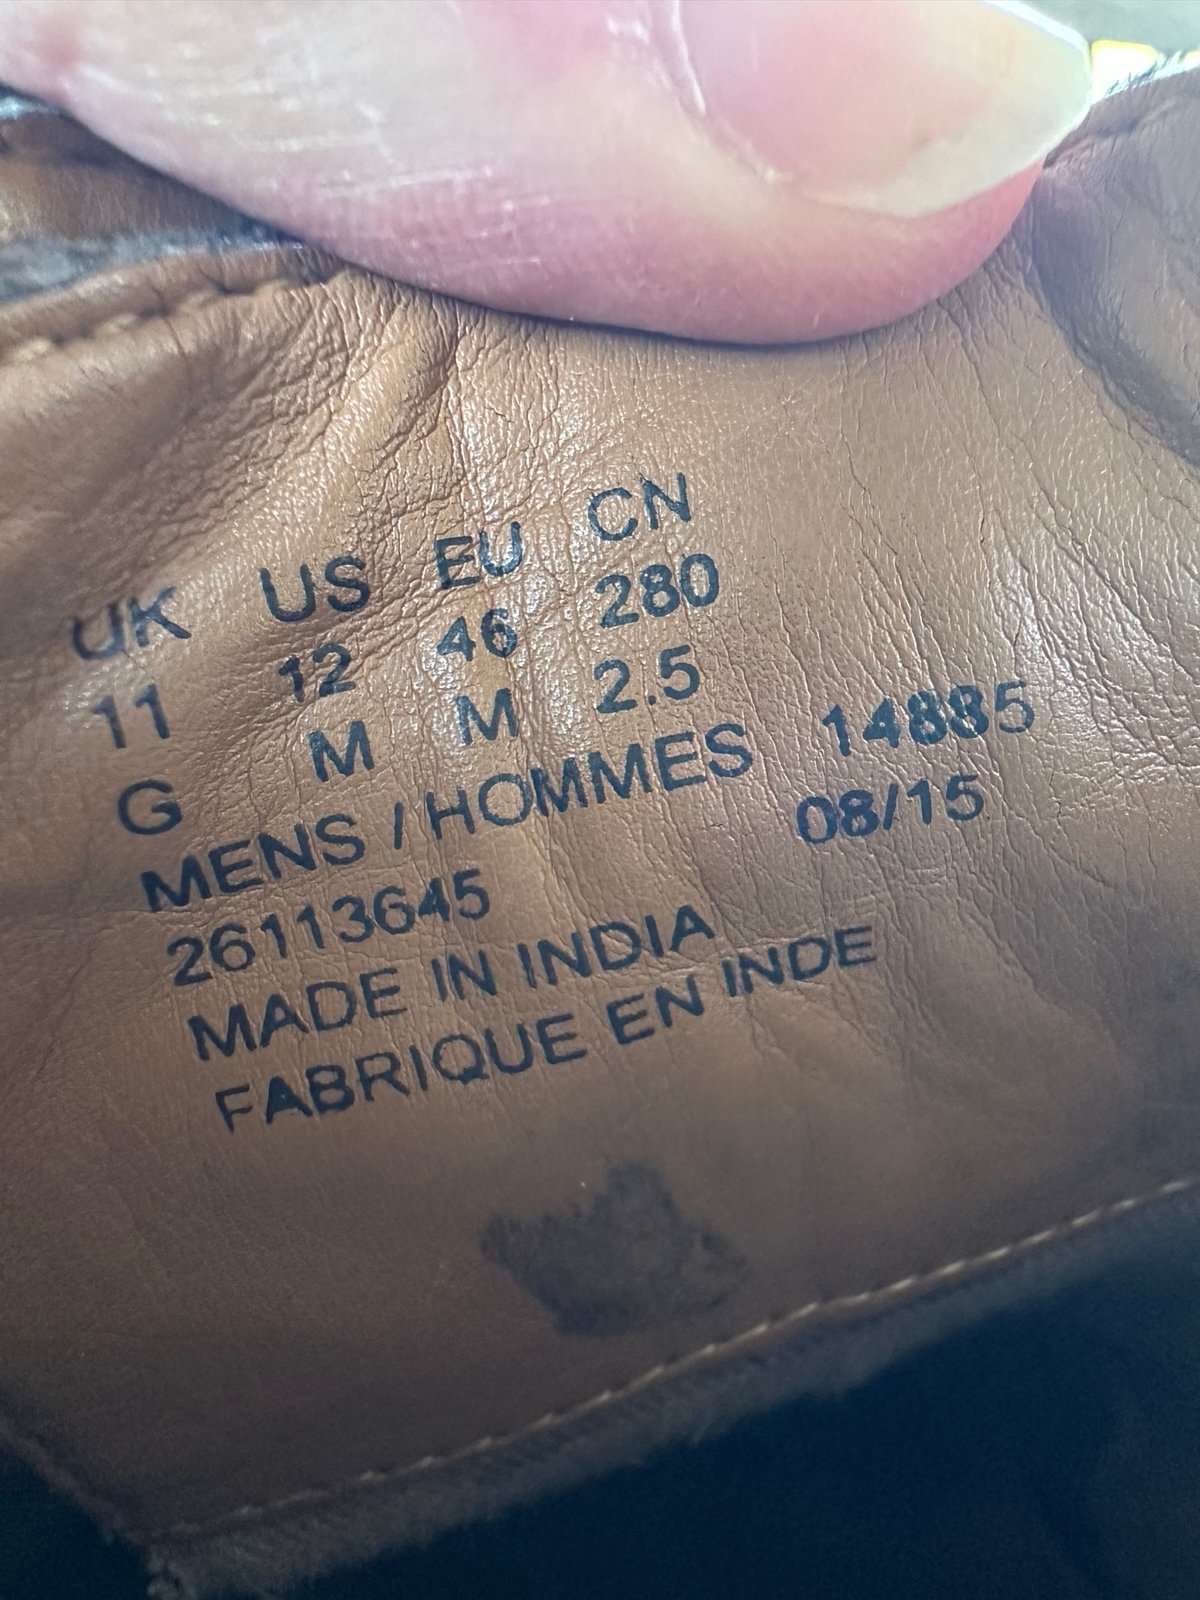 UK US EU CN
11 12 46 280
G M M 2.5
MENS / HOMMES 14885
26113645 08/15
MADE IN INDIA
FABRIQUE EN INDE